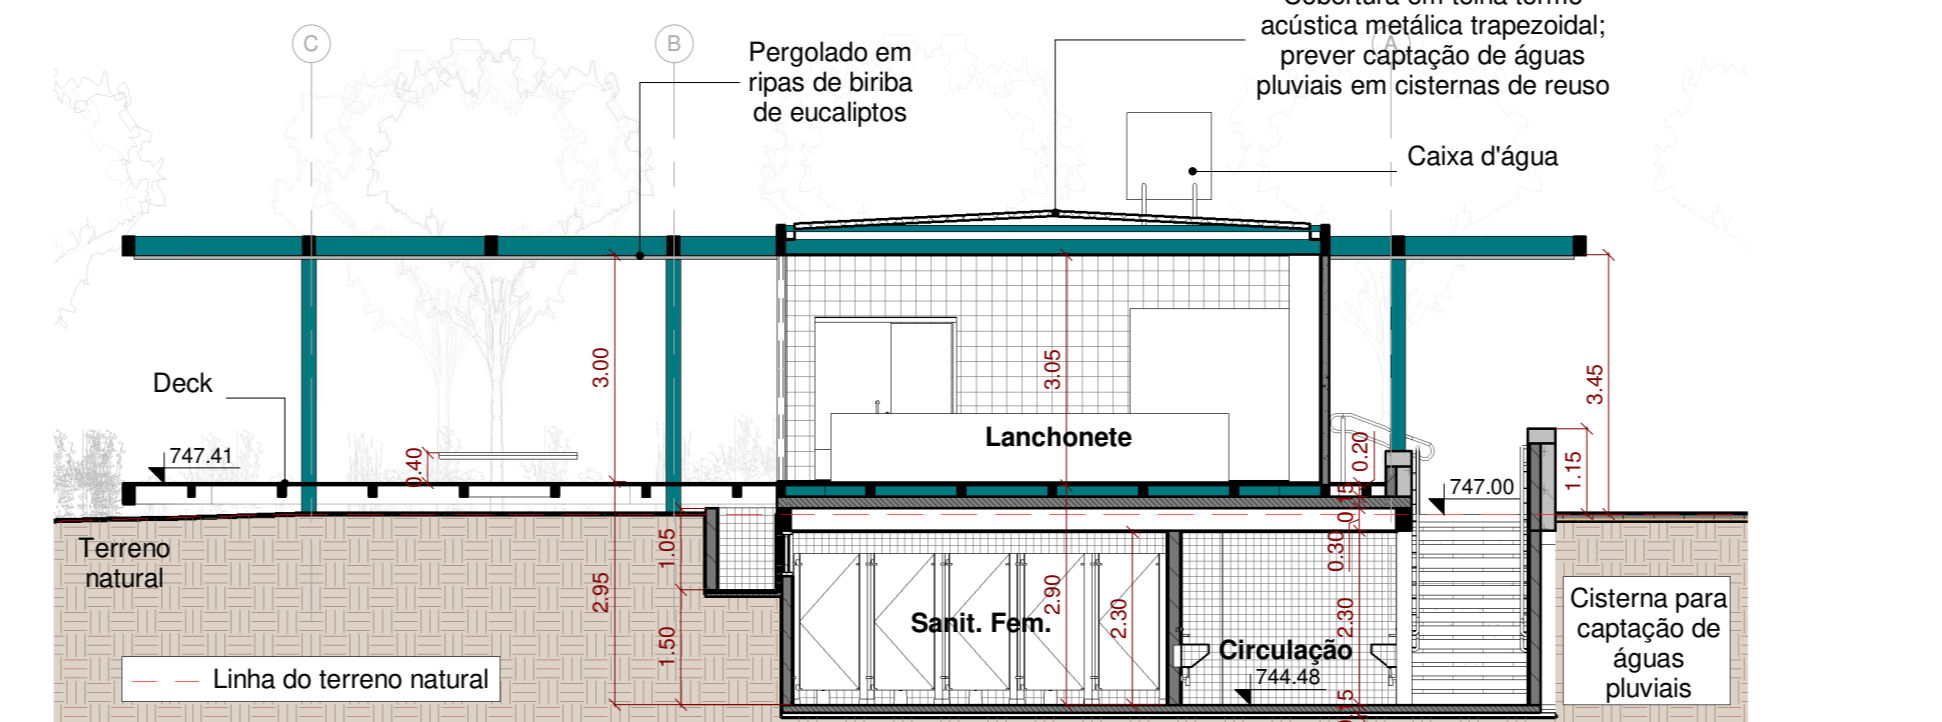 Cobertura em telha termo
acústica metálica trapezoidal;
prever captação de águas
pluviais em cisternas de reuso
C
B
A
Pergolado em
ripas de biriba
de eucaliptos
Caixa d'água
Deck
747.41
0.40
3.00
3.05
Lanchonete
0.20
3.45
1.15
747.00
0.15
0.30
Terreno
natural
1.05
2.95
1.50
Sanit. Fem.
2.90
2.30
Circulação
2.30
744.48
0.15
Linha do terreno natural
Cisterna para
captação de
águas
pluviais